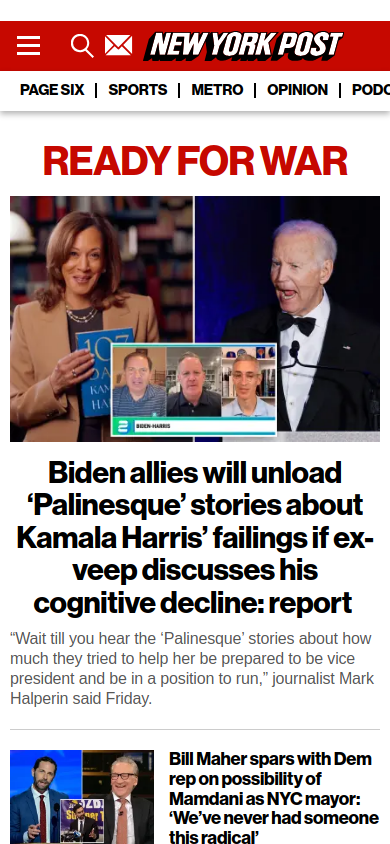 NEW YORK POST
PAGE SIX
SPORTS
METRO
OPINION
PODC
READY FOR WAR
107
DA
KAM
HA
BIDEN-HARRIS
Biden allies will unload
‘Palinesque’ stories about
Kamala Harris’ failings if ex-
veep discusses his
cognitive decline: report
“Wait till you hear the ‘Palinesque’ stories about how
much they tried to help her be prepared to be vice
president and be in a position to run,” journalist Mark
Halperin said Friday.
Bill Maher spars with Dem
rep on possibility of
Mamdani as NYC mayor:
‘We’ve never had someone
this radical’